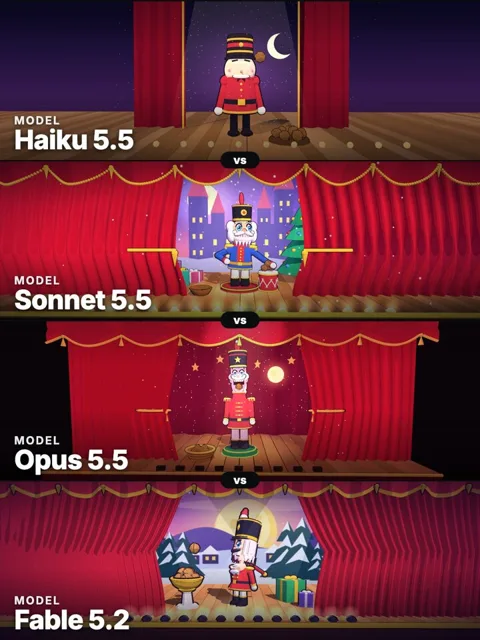 MODEL
Haiku 5.5
vs
MODEL
Sonnet 5.5
vs
MODEL
Opus 5.5
vs
MODEL
Fable 5.2